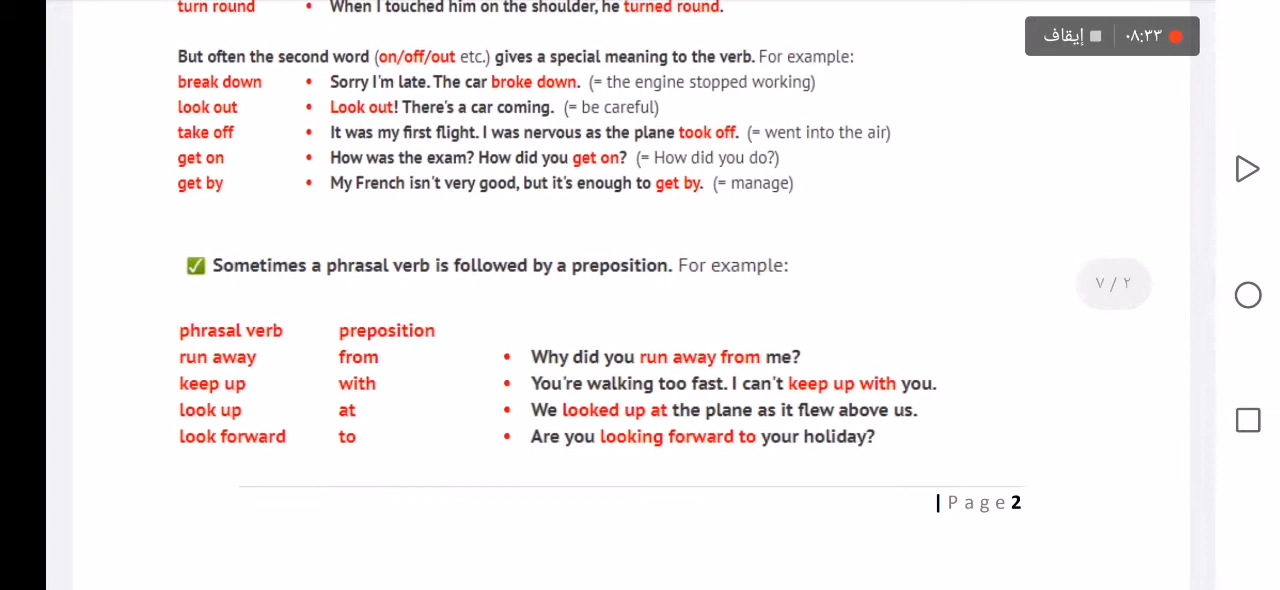 turn round • When I touched him on the shoulder, he turned round.
إيقاف ٠٨:٣٣
But often the second word (on/off/out etc.) gives a special meaning to the verb. For example:
break down • Sorry I'm late. The car broke down. (= the engine stopped working)
look out • Look out! There's a car coming. (= be careful)
take off • It was my first flight. I was nervous as the plane took off. (= went into the air)
get on • How was the exam? How did you get on? (= How did you do?)
get by • My French isn't very good, but it's enough to get by. (= manage)
✅ Sometimes a phrasal verb is followed by a preposition. For example:
٧ / ٢
phrasal verb preposition
run away from • Why did you run away from me?
keep up with • You're walking too fast. I can't keep up with you.
look up at • We looked up at the plane as it flew above us.
look forward to • Are you looking forward to your holiday?
| Page 2